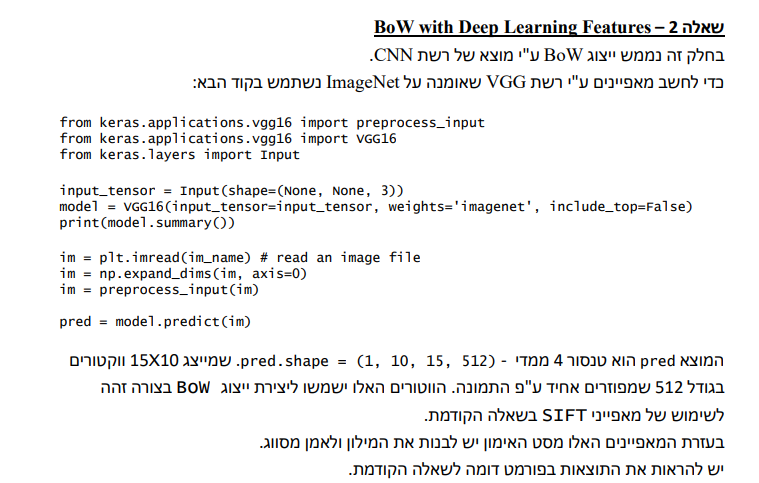 שאלה 2 – BoW with Deep Learning Features
בחלק זה נממש ייצוג BoW ע"י מוצא של רשת CNN.
כדי לחשב מאפיינים ע"י רשת VGG שאומנה על ImageNet נשתמש בקוד הבא:
from keras.applications.vgg16 import preprocess_input
from keras.applications.vgg16 import VGG16
from keras.layers import Input
input_tensor = Input(shape=(None, None, 3))
model = VGG16(input_tensor=input_tensor, weights='imagenet', include_top=False)
print(model.summary())
im = plt.imread(im_name) # read an image file
im = np.expand_dims(im, axis=0)
im = preprocess_input(im)
pred = model.predict(im)
המוצא pred הוא טנסור 4 ממדי - pred.shape = (1, 10, 15, 512). שמייצג 15X10 ווקטורים
בגודל 512 שמפוזרים אחיד ע"פ התמונה. הווטורים האלו ישמשו ליצירת ייצוג BoW בצורה זהה
לשימוש של מאפייני SIFT בשאלה הקודמת.
בעזרת המאפיינים האלו מסט האימון יש לבנות את המילון ולאמן מסווג.
יש להראות את התוצאות בפורמט דומה לשאלה הקודמת.